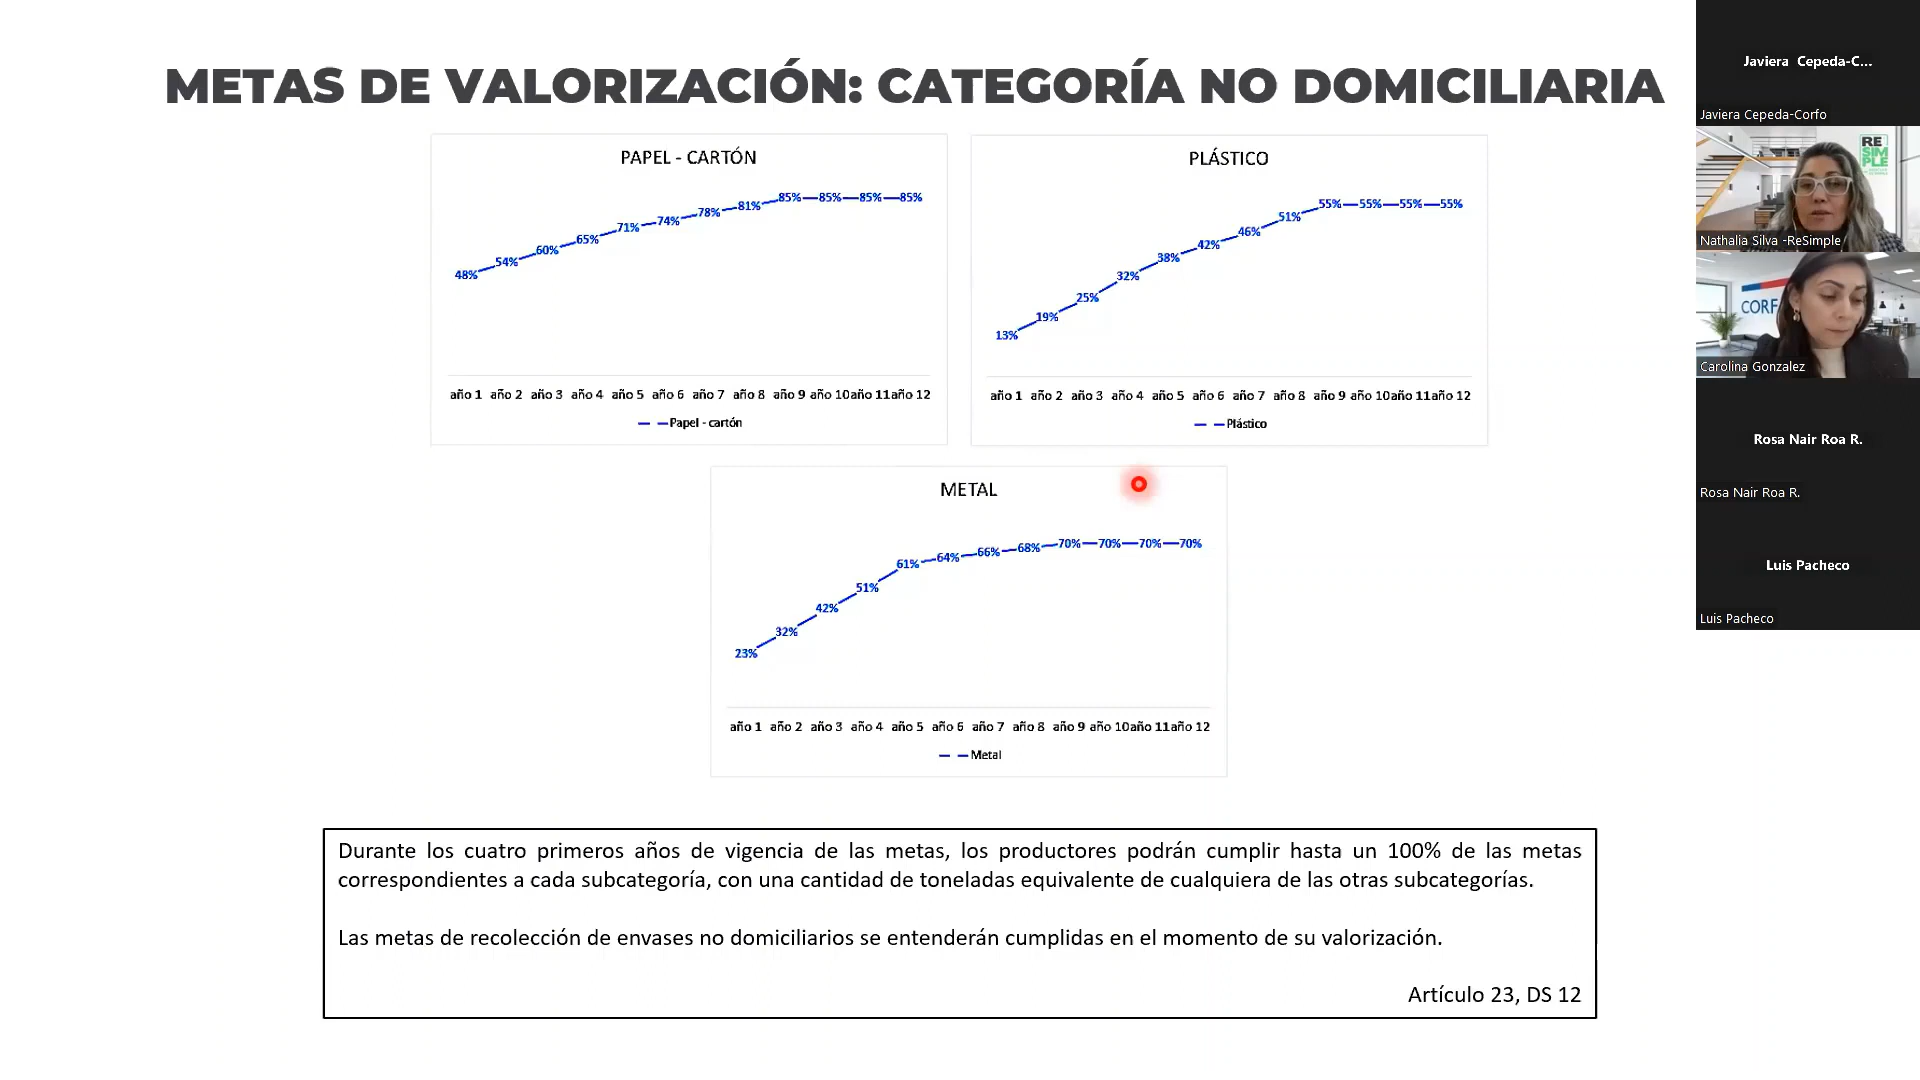 METAS DE VALORIZACIÓN: CATEGORÍA NO DOMICILIARIA
PAPEL - CARTÓN
48% 54% 60% 65% 71% 74% 78% 81% 85% 85% 85% 85%
año 1 año 2 año 3 año 4 año 5 año 6 año 7 año 8 año 9 año 10 año 11 año 12
Papel - cartón
PLÁSTICO
13% 19% 25% 32% 38% 42% 46% 51% 55% 55% 55% 55%
año 1 año 2 año 3 año 4 año 5 año 6 año 7 año 8 año 9 año 10 año 11 año 12
Plástico
METAL
23% 32% 42% 51% 61% 64% 66% 68% 70% 70% 70% 70%
año 1 año 2 año 3 año 4 año 5 año 6 año 7 año 8 año 9 año 10 año 11 año 12
Metal
Durante los cuatro primeros años de vigencia de las metas, los productores podrán cumplir hasta un 100% de las metas
correspondientes a cada subcategoría, con una cantidad de toneladas equivalente de cualquiera de las otras subcategorías.
Las metas de recolección de envases no domiciliarios se entenderán cumplidas en el momento de su valorización.
Artículo 23, DS 12
Javiera Cepeda-C...
Javiera Cepeda-Corfo
RE
SIM
PLE
Nathalia Silva -ReSimple
CORF
Carolina Gonzalez
Rosa Nair Roa R.
Rosa Nair Roa R.
Luis Pacheco
Luis Pacheco